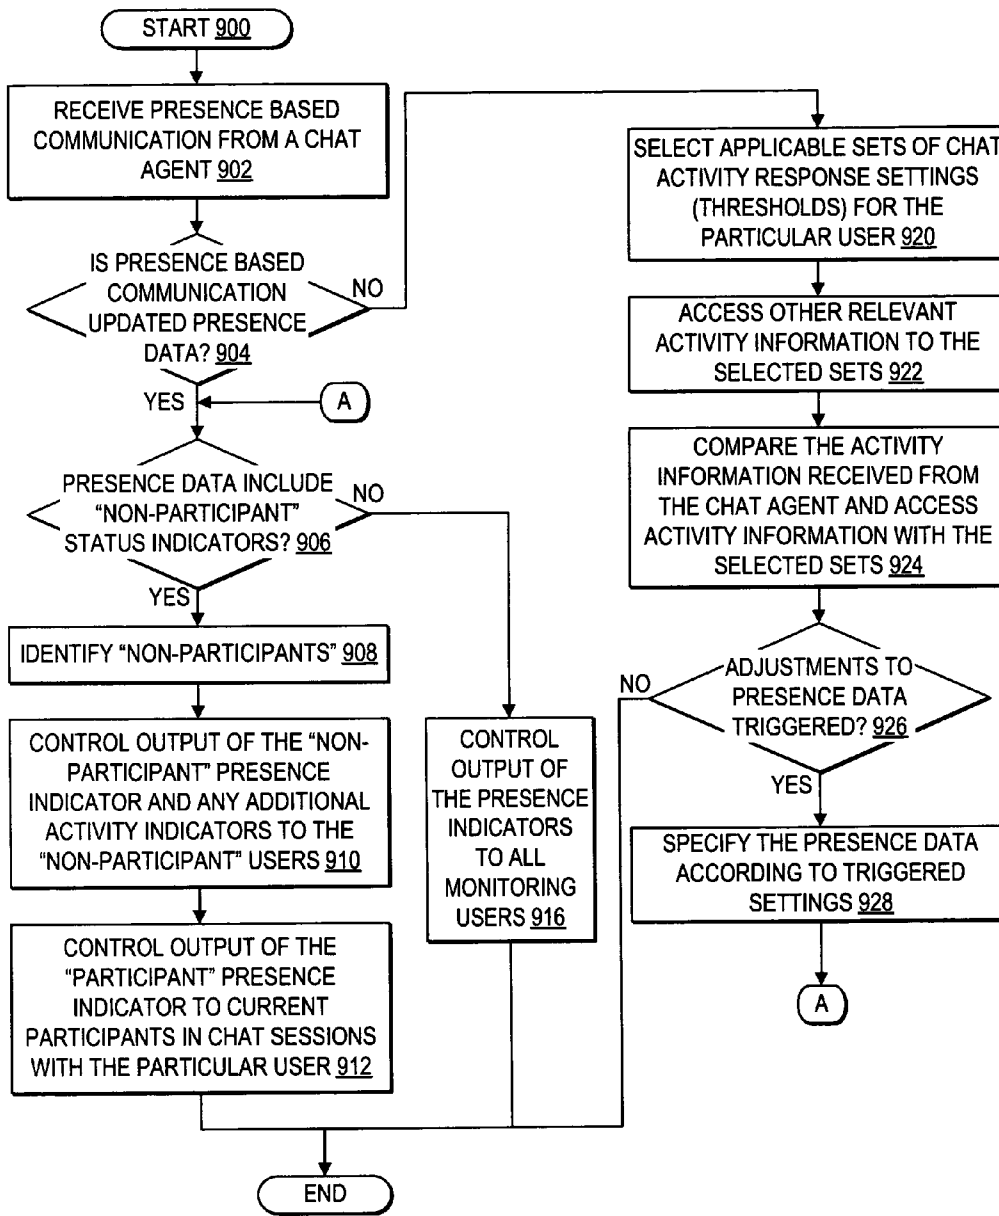 START 900
RECEIVE PRESENCE BASED
COMMUNICATION FROM A CHAT
AGENT 902
IS PRESENCE BASED
COMMUNICATION
UPDATED PRESENCE
DATA? 904
NO
YES
A
PRESENCE DATA INCLUDE
“NON-PARTICIPANT”
STATUS INDICATORS? 906
NO
YES
IDENTIFY “NON-PARTICIPANTS” 908
CONTROL OUTPUT OF THE “NON-
PARTICIPANT” PRESENCE
INDICATOR AND ANY ADDITIONAL
ACTIVITY INDICATORS TO THE
“NON-PARTICIPANT” USERS 910
CONTROL OUTPUT OF THE
“PARTICIPANT” PRESENCE
INDICATOR TO CURRENT
PARTICIPANTS IN CHAT SESSIONS
WITH THE PARTICULAR USER 912
CONTROL
OUTPUT OF
THE PRESENCE
INDICATORS
TO ALL
MONITORING
USERS 916
SELECT APPLICABLE SETS OF CHAT
ACTIVITY RESPONSE SETTINGS
(THRESHOLDS) FOR THE
PARTICULAR USER 920
ACCESS OTHER RELEVANT
ACTIVITY INFORMATION TO THE
SELECTED SETS 922
COMPARE THE ACTIVITY
INFORMATION RECEIVED FROM
THE CHAT AGENT AND ACCESS
ACTIVITY INFORMATION WITH THE
SELECTED SETS 924
ADJUSTMENTS TO
PRESENCE DATA
TRIGGERED? 926
NO
YES
SPECIFY THE PRESENCE DATA
ACCORDING TO TRIGGERED
SETTINGS 928
A
END